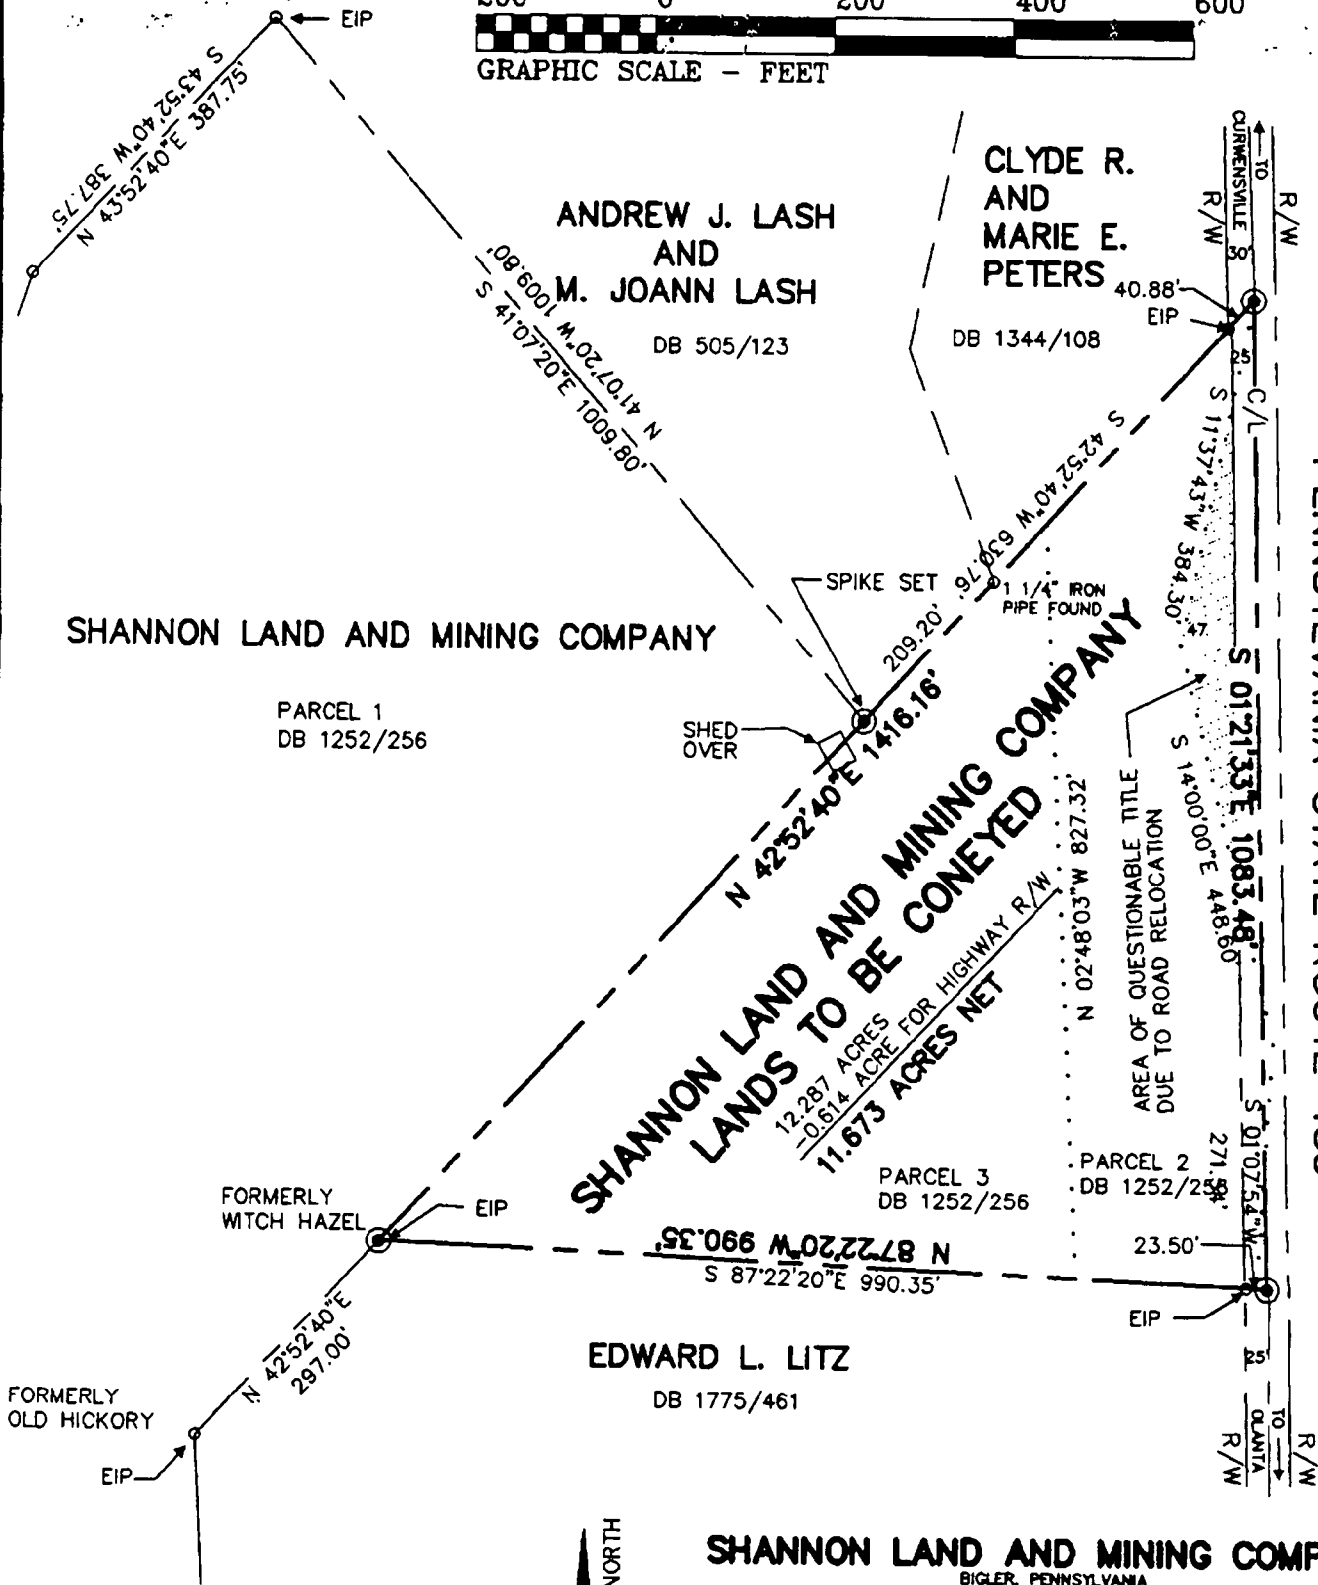 200 0 200 400 600
GRAPHIC SCALE - FEET
EIP
S 43°52'40"W 387.75'
N 43°52'40"E 387.75'
ANDREW J. LASH
AND
M. JOANN LASH
DB 505/123
CLYDE R.
AND
MARIE E.
PETERS
DB 1344/108
TO
CURWENSVILLE
R/W
R/W
30'
40.88'
EIP
25
C/L
N 41°07'20"W 1009.80'
S 41°07'20"E 1009.80'
S 42°52'40"W 630.76'
S 11°37'43"W 384.30'
47
SPIKE SET
1 1/4" IRON
PIPE FOUND
209.20'
SHANNON LAND AND MINING COMPANY
PARCEL 1
DB 1252/256
SHED
OVER
N 42°52'40"E 1416.16'
S 01°21'33"E 1083.48'
S 14°00'00"E 448.60'
SHANNON LAND AND MINING COMPANY
LANDS TO BE CONEYED
12.287 ACRES
-0.614 ACRE FOR HIGHWAY R/W
11.673 ACRES NET
N 02°48'03"W 827.32'
AREA OF QUESTIONABLE TITLE
DUE TO ROAD RELOCATION
S 01°07'54"W
PARCEL 3
DB 1252/256
PARCEL 2
DB 1252/256
FORMERLY
WITCH HAZEL
EIP
N 87°22'20"W 990.35'
S 87°22'20"E 990.35'
23.50'
EIP
N 42°52'40"E
297.00'
EDWARD L. LITZ
DB 1775/461
25
FORMERLY
OLD HICKORY
EIP
TO
OLANTA
R/W
R/W
NORTH
SHANNON LAND AND MINING COMP
BIGLER, PENNSYLVANIA